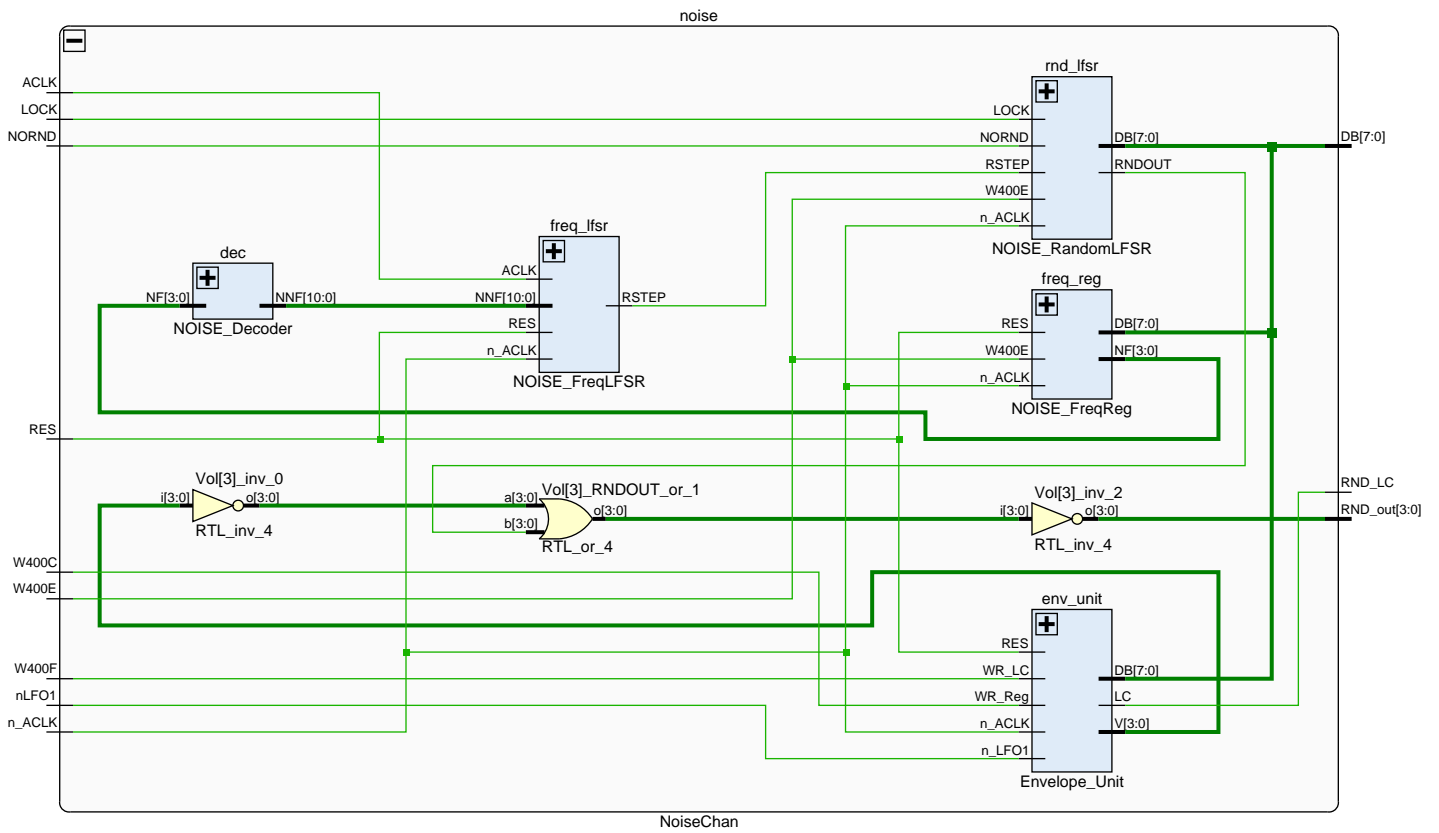 noise
ACLK
LOCK
NORND
RES
W400C
W400E
W400F
nLFO1
n_ACLK
dec
NF[3:0]
NNF[10:0]
NOISE_Decoder
freq_lfsr
ACLK
NNF[10:0]
RES
n_ACLK
RSTEP
NOISE_FreqLFSR
rnd_lfsr
LOCK
NORND
RSTEP
W400E
n_ACLK
DB[7:0]
RNDOUT
NOISE_RandomLFSR
freq_reg
RES
W400E
n_ACLK
DB[7:0]
NF[3:0]
NOISE_FreqReg
Vol[3]_inv_0
i[3:0]
o[3:0]
RTL_inv_4
Vol[3]_RNDOUT_or_1
a[3:0]
b[3:0]
o[3:0]
RTL_or_4
Vol[3]_inv_2
i[3:0]
o[3:0]
RTL_inv_4
env_unit
RES
WR_LC
WR_Reg
n_ACLK
n_LFO1
DB[7:0]
LC
V[3:0]
Envelope_Unit
DB[7:0]
RND_LC
RND_out[3:0]
NoiseChan